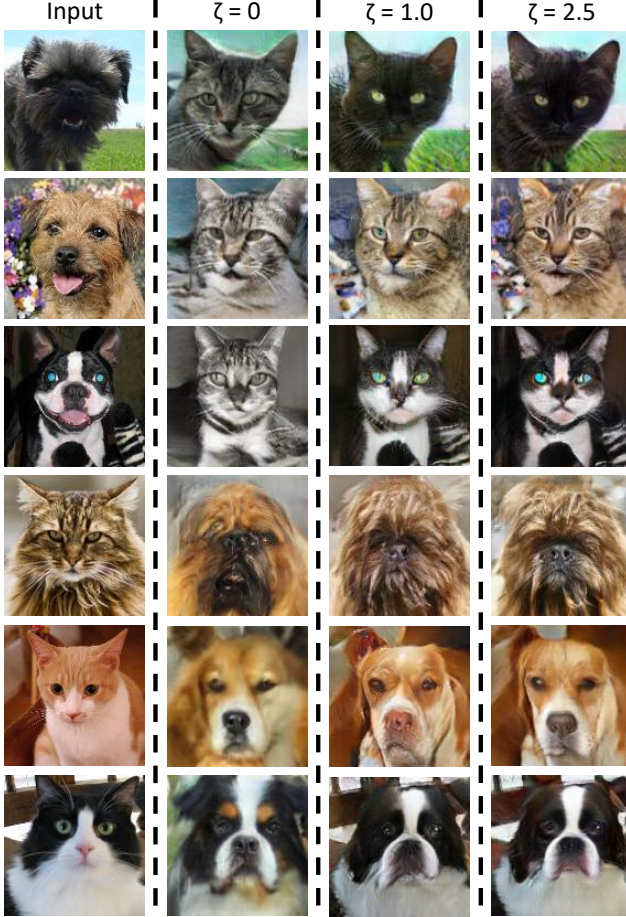 Input ζ = 0 ζ = 1.0 ζ = 2.5